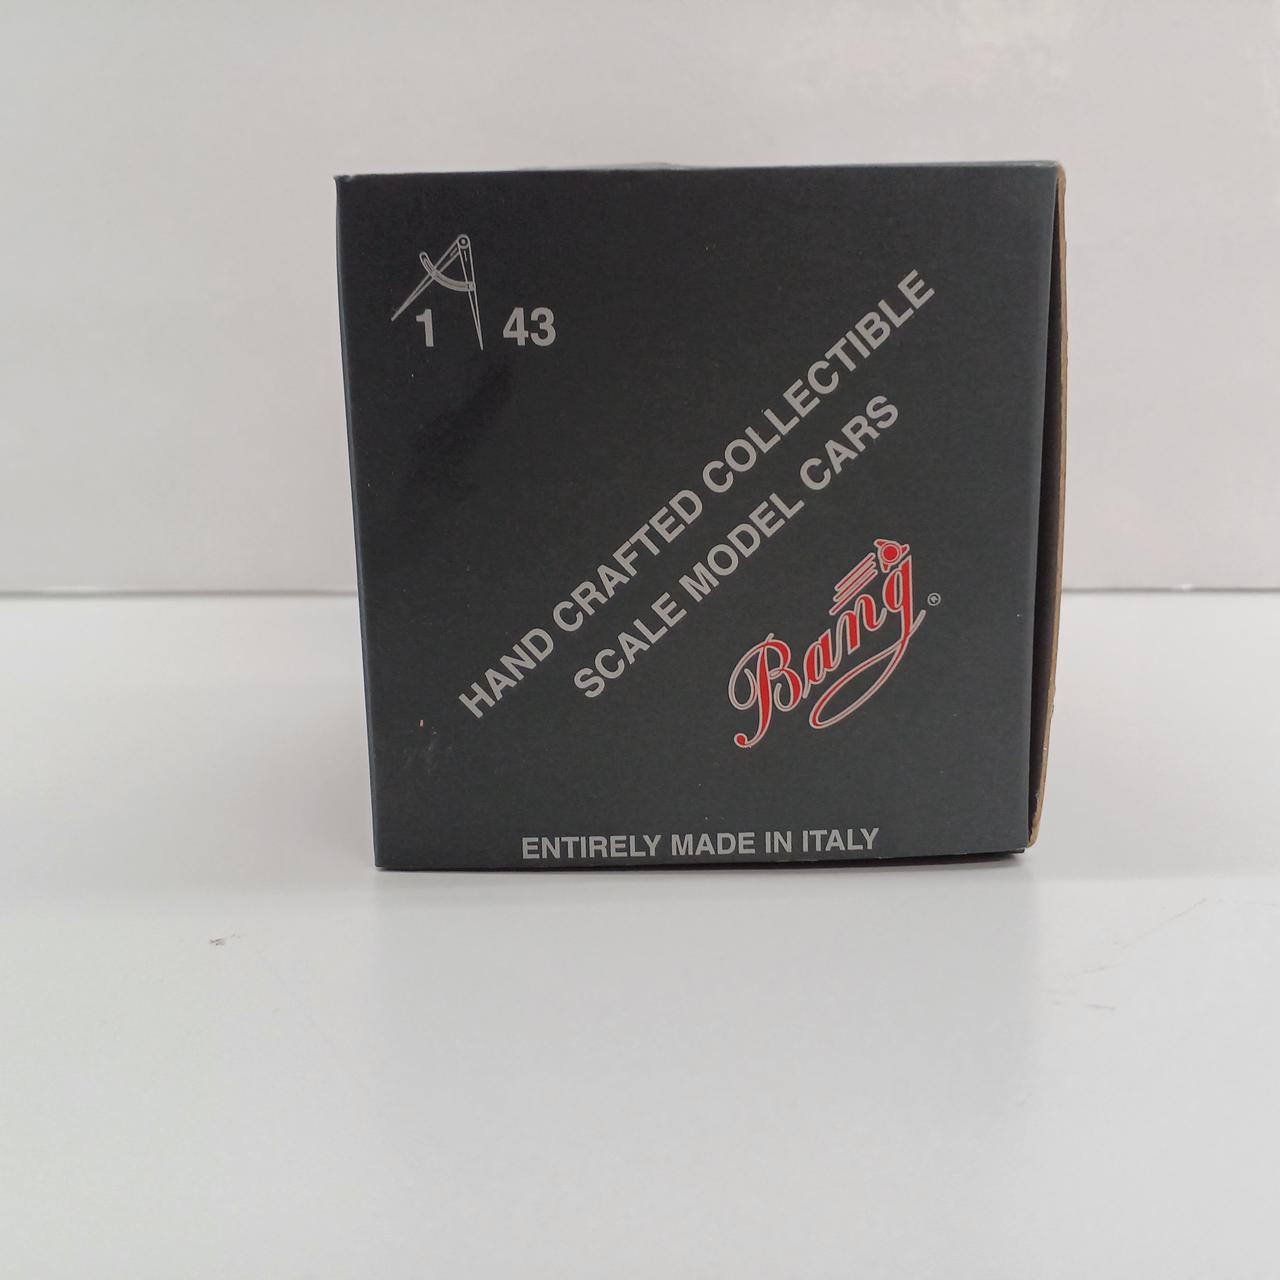 1 43
HAND CRAFTED COLLECTIBLE
SCALE MODEL CARS
Bang®
ENTIRELY MADE IN ITALY